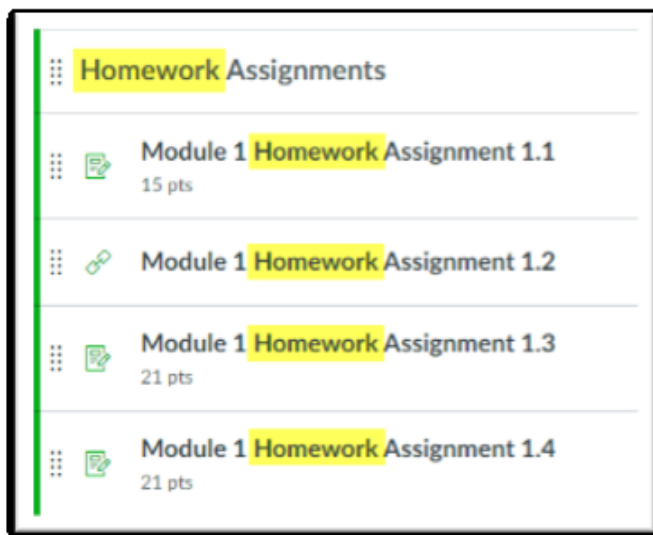 Homework Assignments
Module 1 Homework Assignment 1.1
15 pts
Module 1 Homework Assignment 1.2
Module 1 Homework Assignment 1.3
21 pts
Module 1 Homework Assignment 1.4
21 pts